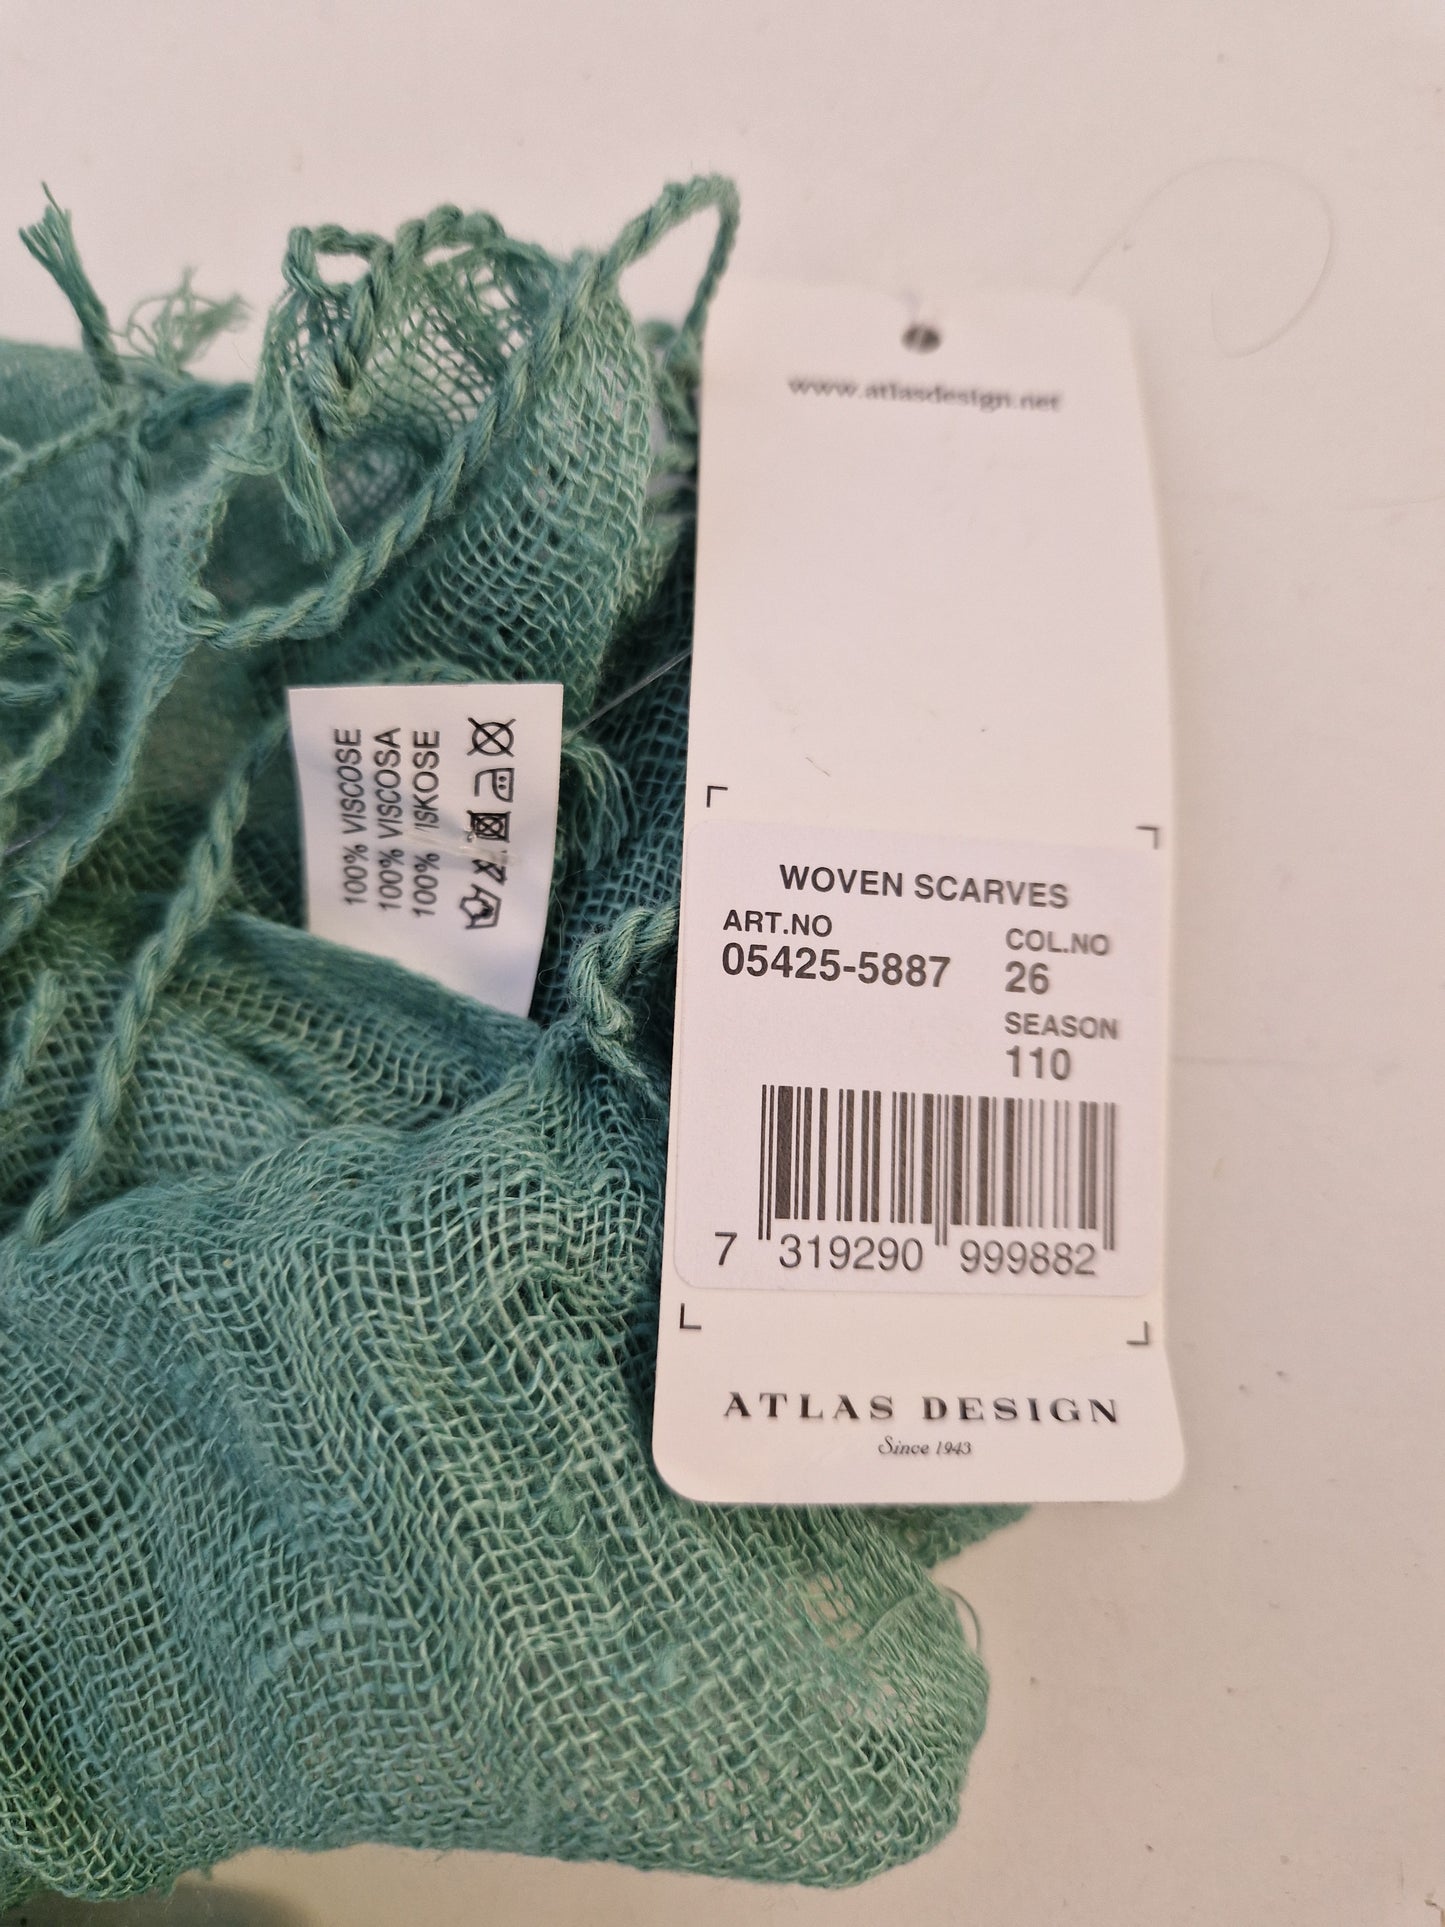 www.atlasdesign.net
100% VISCOSE
100% VISCOSA
100% VISKOSE
WOVEN SCARVES
ART.NO
05425-5887
COL.NO
26
SEASON
110
7 319290 999882
ATLAS DESIGN
Since 1943